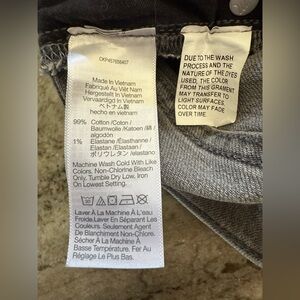 Made In Vietnam
Fabriqué Au Viêt Nam
Hergestellt In Vietnam
Vervaardigd In Vietnam
ベトナム製
hecho en Vietnam
99% Cotton /Coton /
Baumwolle /Katoen / 綿 /
algodón
1% Elastane /Élasthanne /
Elastan /Elastaan /
ポリウレタン /elastano
Machine Wash Cold With Like
Colors. Non-Chlorine Bleach
Only. Tumble Dry Low, Iron
On Lowest Setting.
Laver À La Machine À L'eau
Froide.Laver En Séparant Les
Couleurs. Seulement Agent
De Blanchiment Non-Chloré.
Sécher À La Machine À
Basse Température. Fer Au
Réglage Le Plus Bas.
DUE TO THE WASH
PROCESS AND THE
NATURE OF THE DYES
USED, THE COLOR
FROM THIS GARMENT
MAY TRANSFER TO
LIGHT SURFACES.
COLOR MAY FADE
OVER TIME.